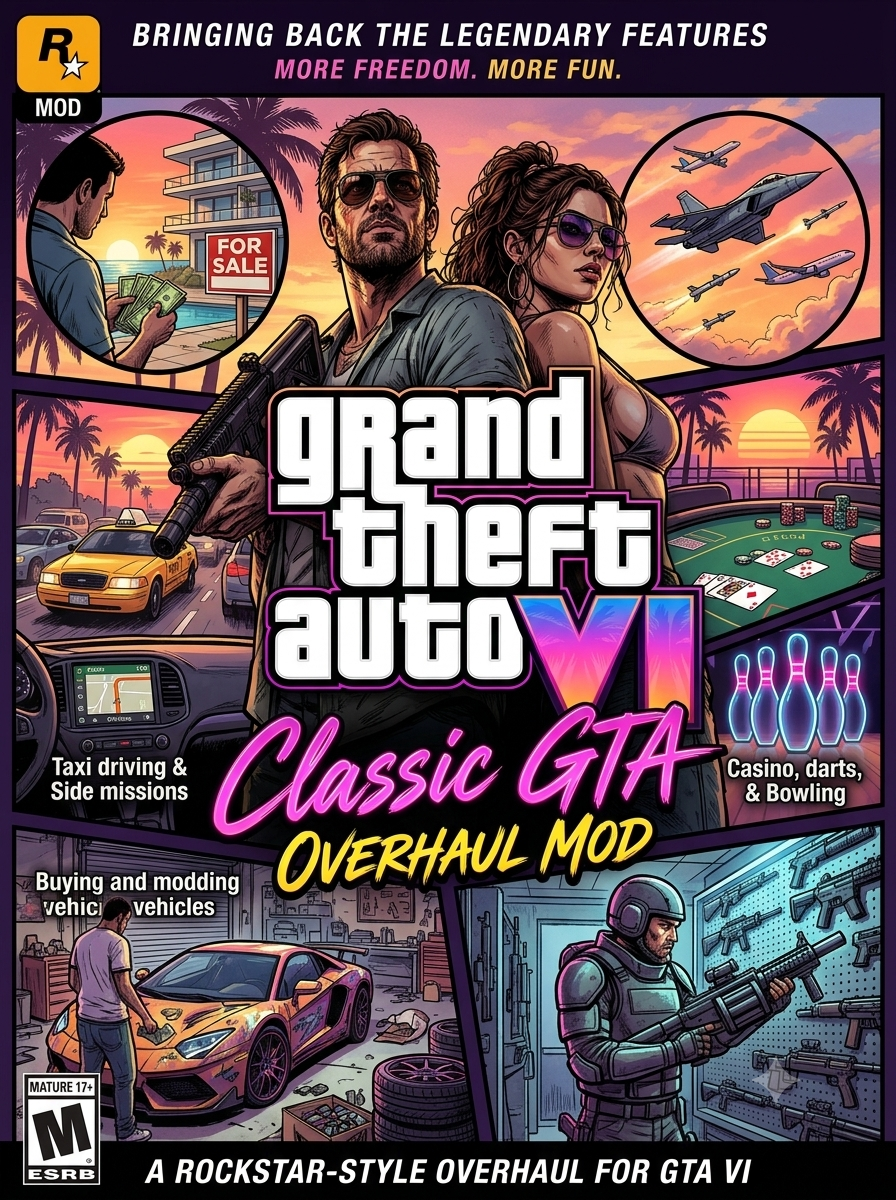 R
MOD
BRINGING BACK THE LEGENDARY FEATURES
MORE FREEDOM. MORE FUN.
FOR
SALE
grand
theft
auto VI
Classic GTA
OVERHAUL MOD
Taxi driving &
Side missions
Casino, darts,
& Bowling
Buying and modding
vehic vehicles
MATURE 17+
M
ESRB
A ROCKSTAR-STYLE OVERHAUL FOR GTA VI